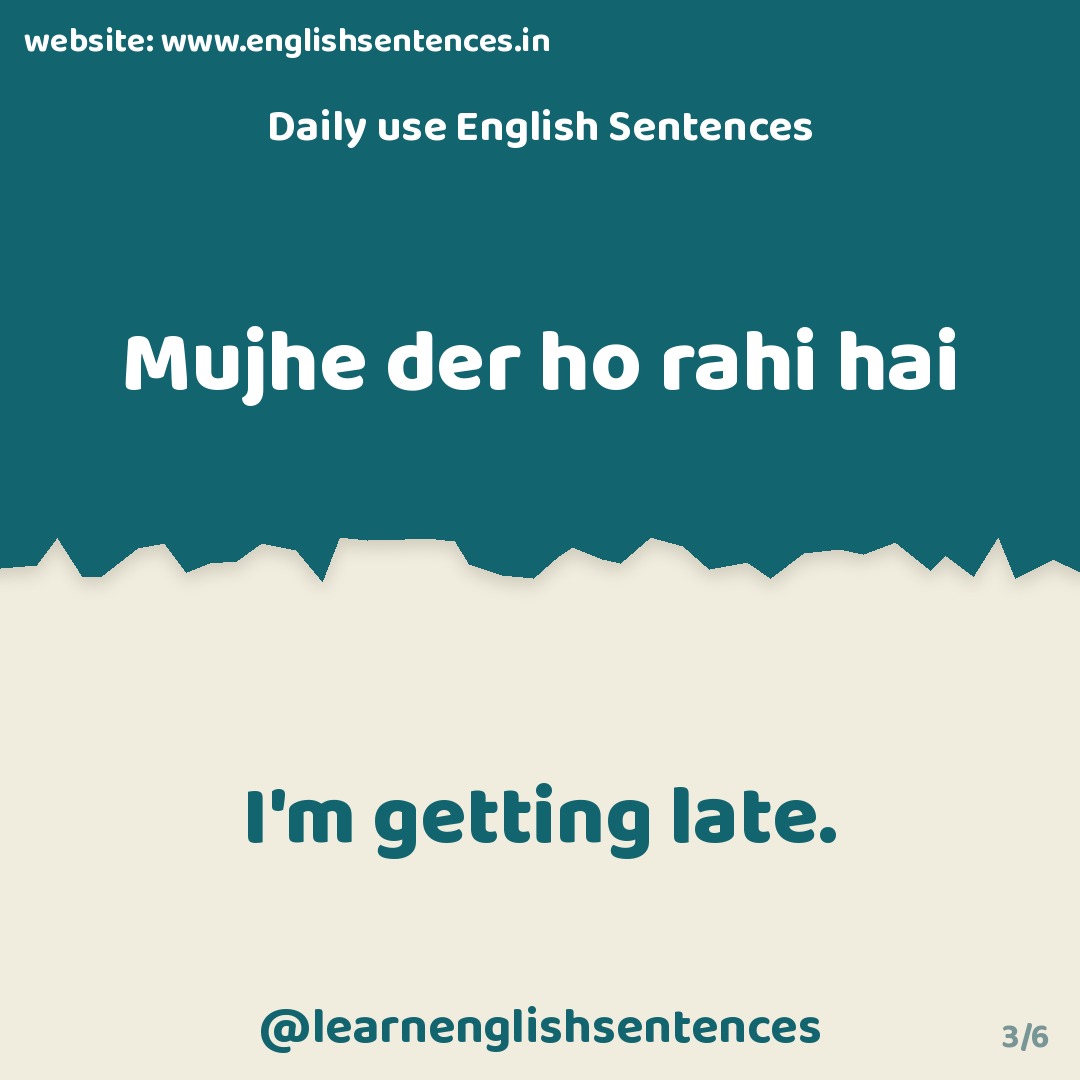 website: www.englishsentences.in
Daily use English Sentences
Mujhe der ho rahi hai
I'm getting late.
@learnenglishsentences
3/6